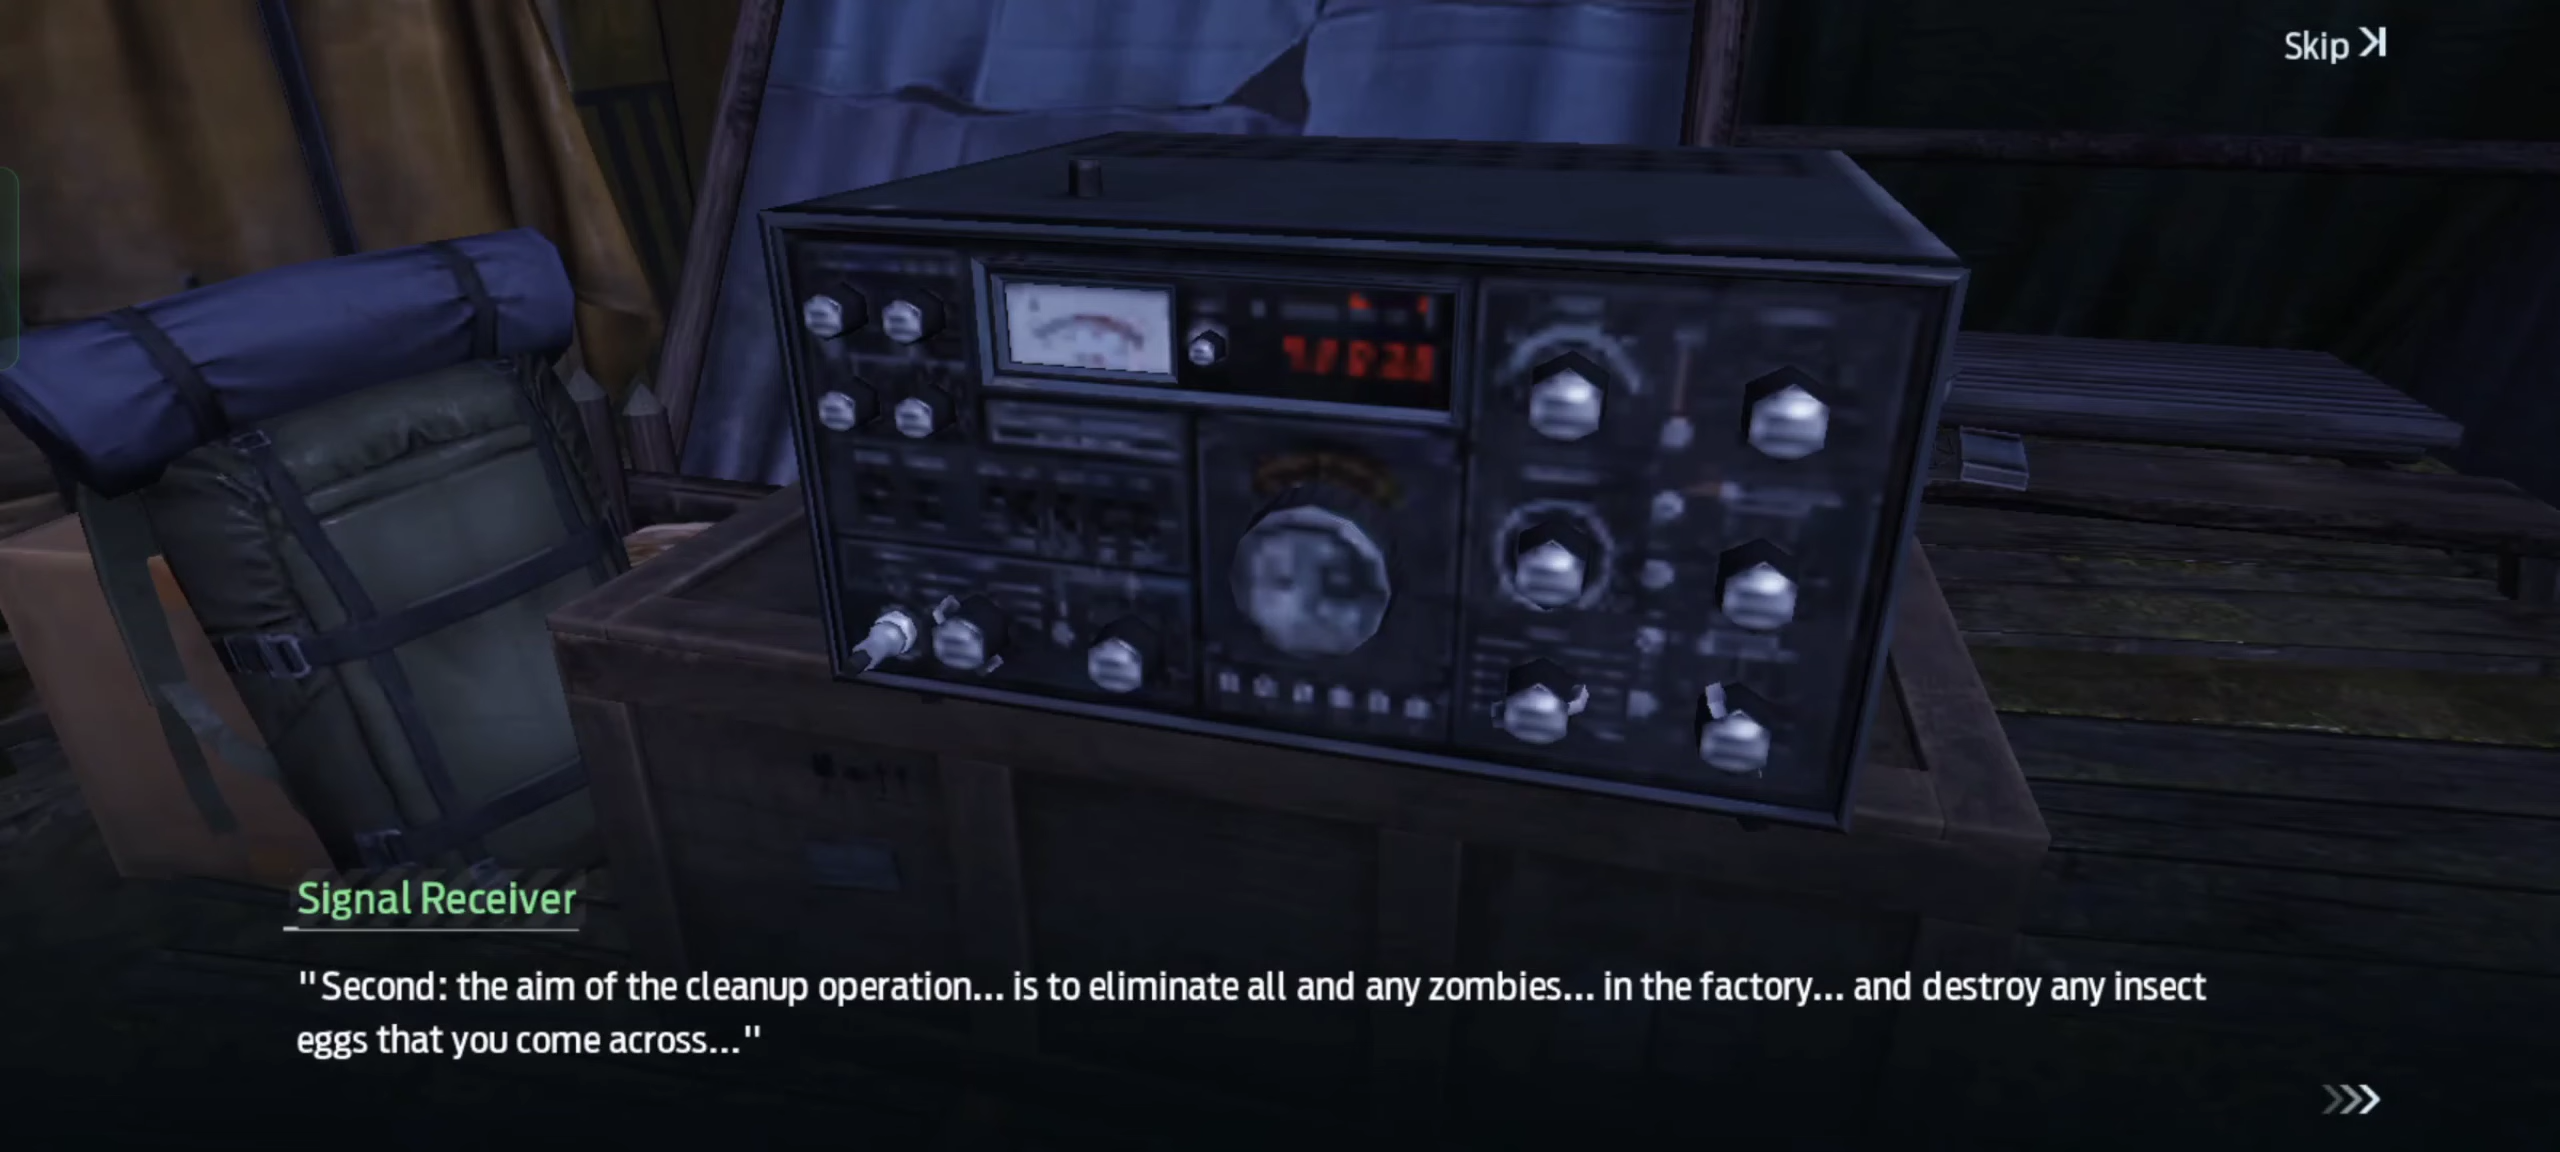 Skip
Signal Receiver
"Second: the aim of the cleanup operation... is to eliminate all and any zombies... in the factory... and destroy any insect
eggs that you come across..."